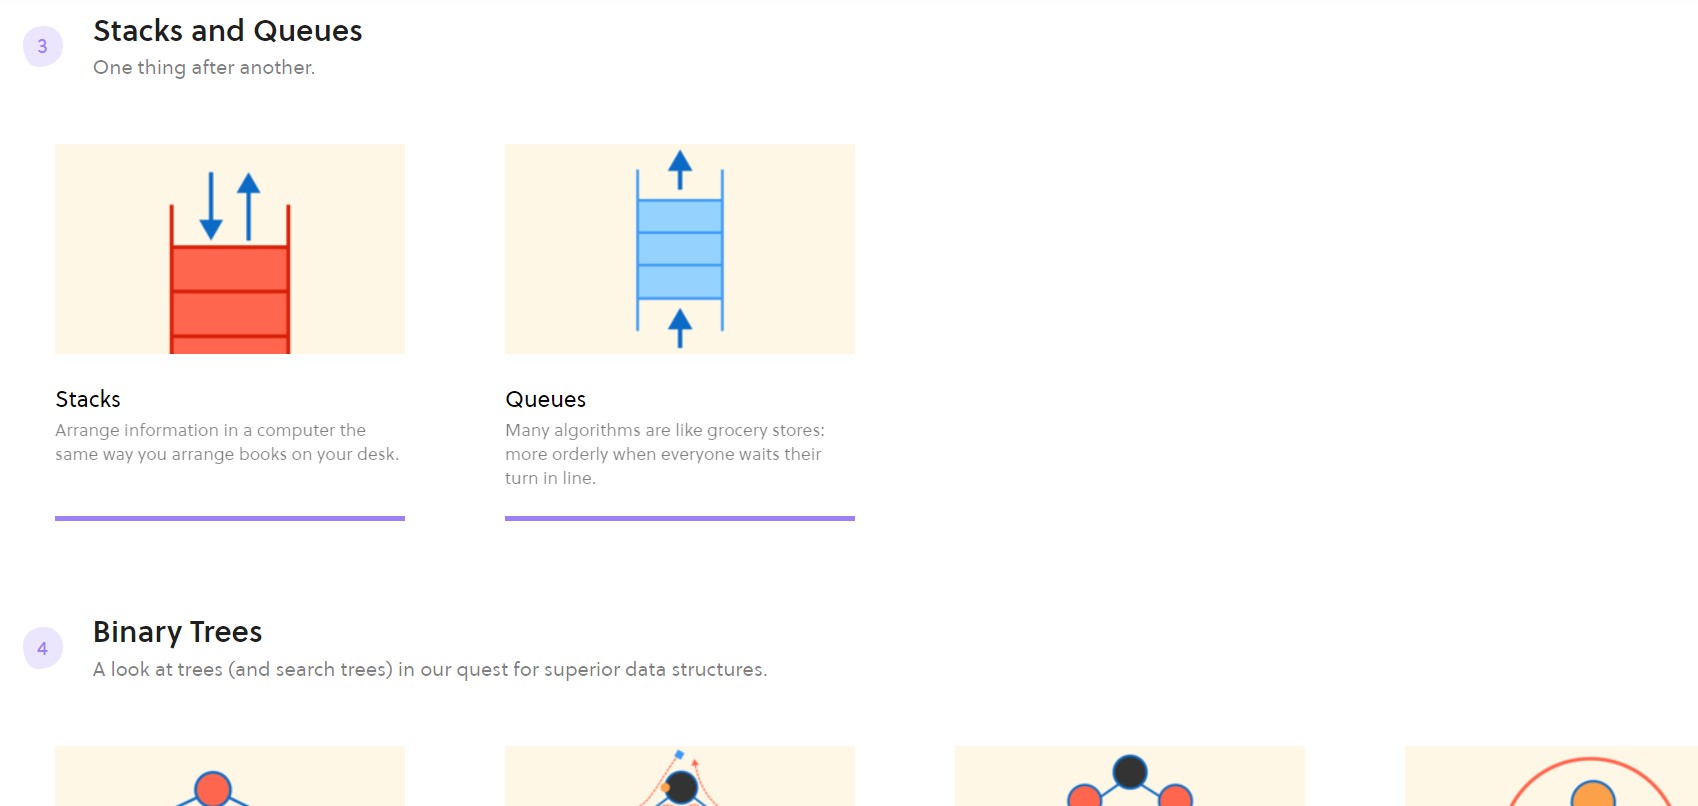 3
Stacks and Queues
One thing after another.
Stacks
Arrange information in a computer the
same way you arrange books on your desk.
Queues
Many algorithms are like grocery stores:
more orderly when everyone waits their
turn in line.
4
Binary Trees
A look at trees (and search trees) in our quest for superior data structures.